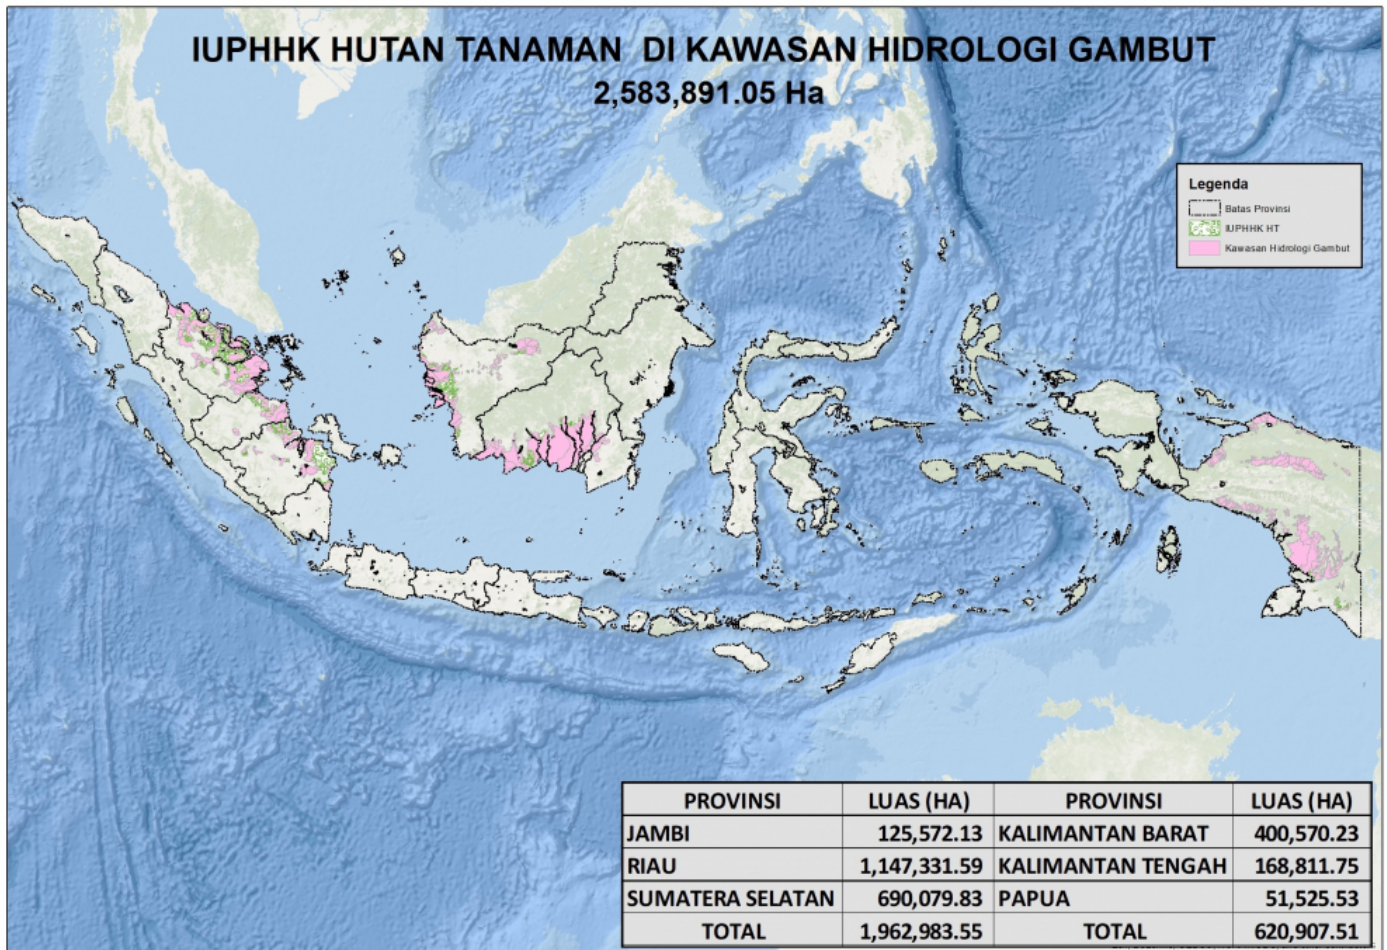 IUPHHK HUTAN TANAMAN DI KAWASAN HIDROLOGI GAMBUT
2,583,891.05 Ha
Legenda
Batas Provinsi
IUPHHK HT
Kawasan Hidrologi Gambut
PROVINSI LUAS (HA) PROVINSI LUAS (HA)
JAMBI 125,572.13 KALIMANTAN BARAT 400,570.23
RIAU 1,147,331.59 KALIMANTAN TENGAH 168,811.75
SUMATERA SELATAN 690,079.83 PAPUA 51,525.53
TOTAL 1,962,983.55 TOTAL 620,907.51